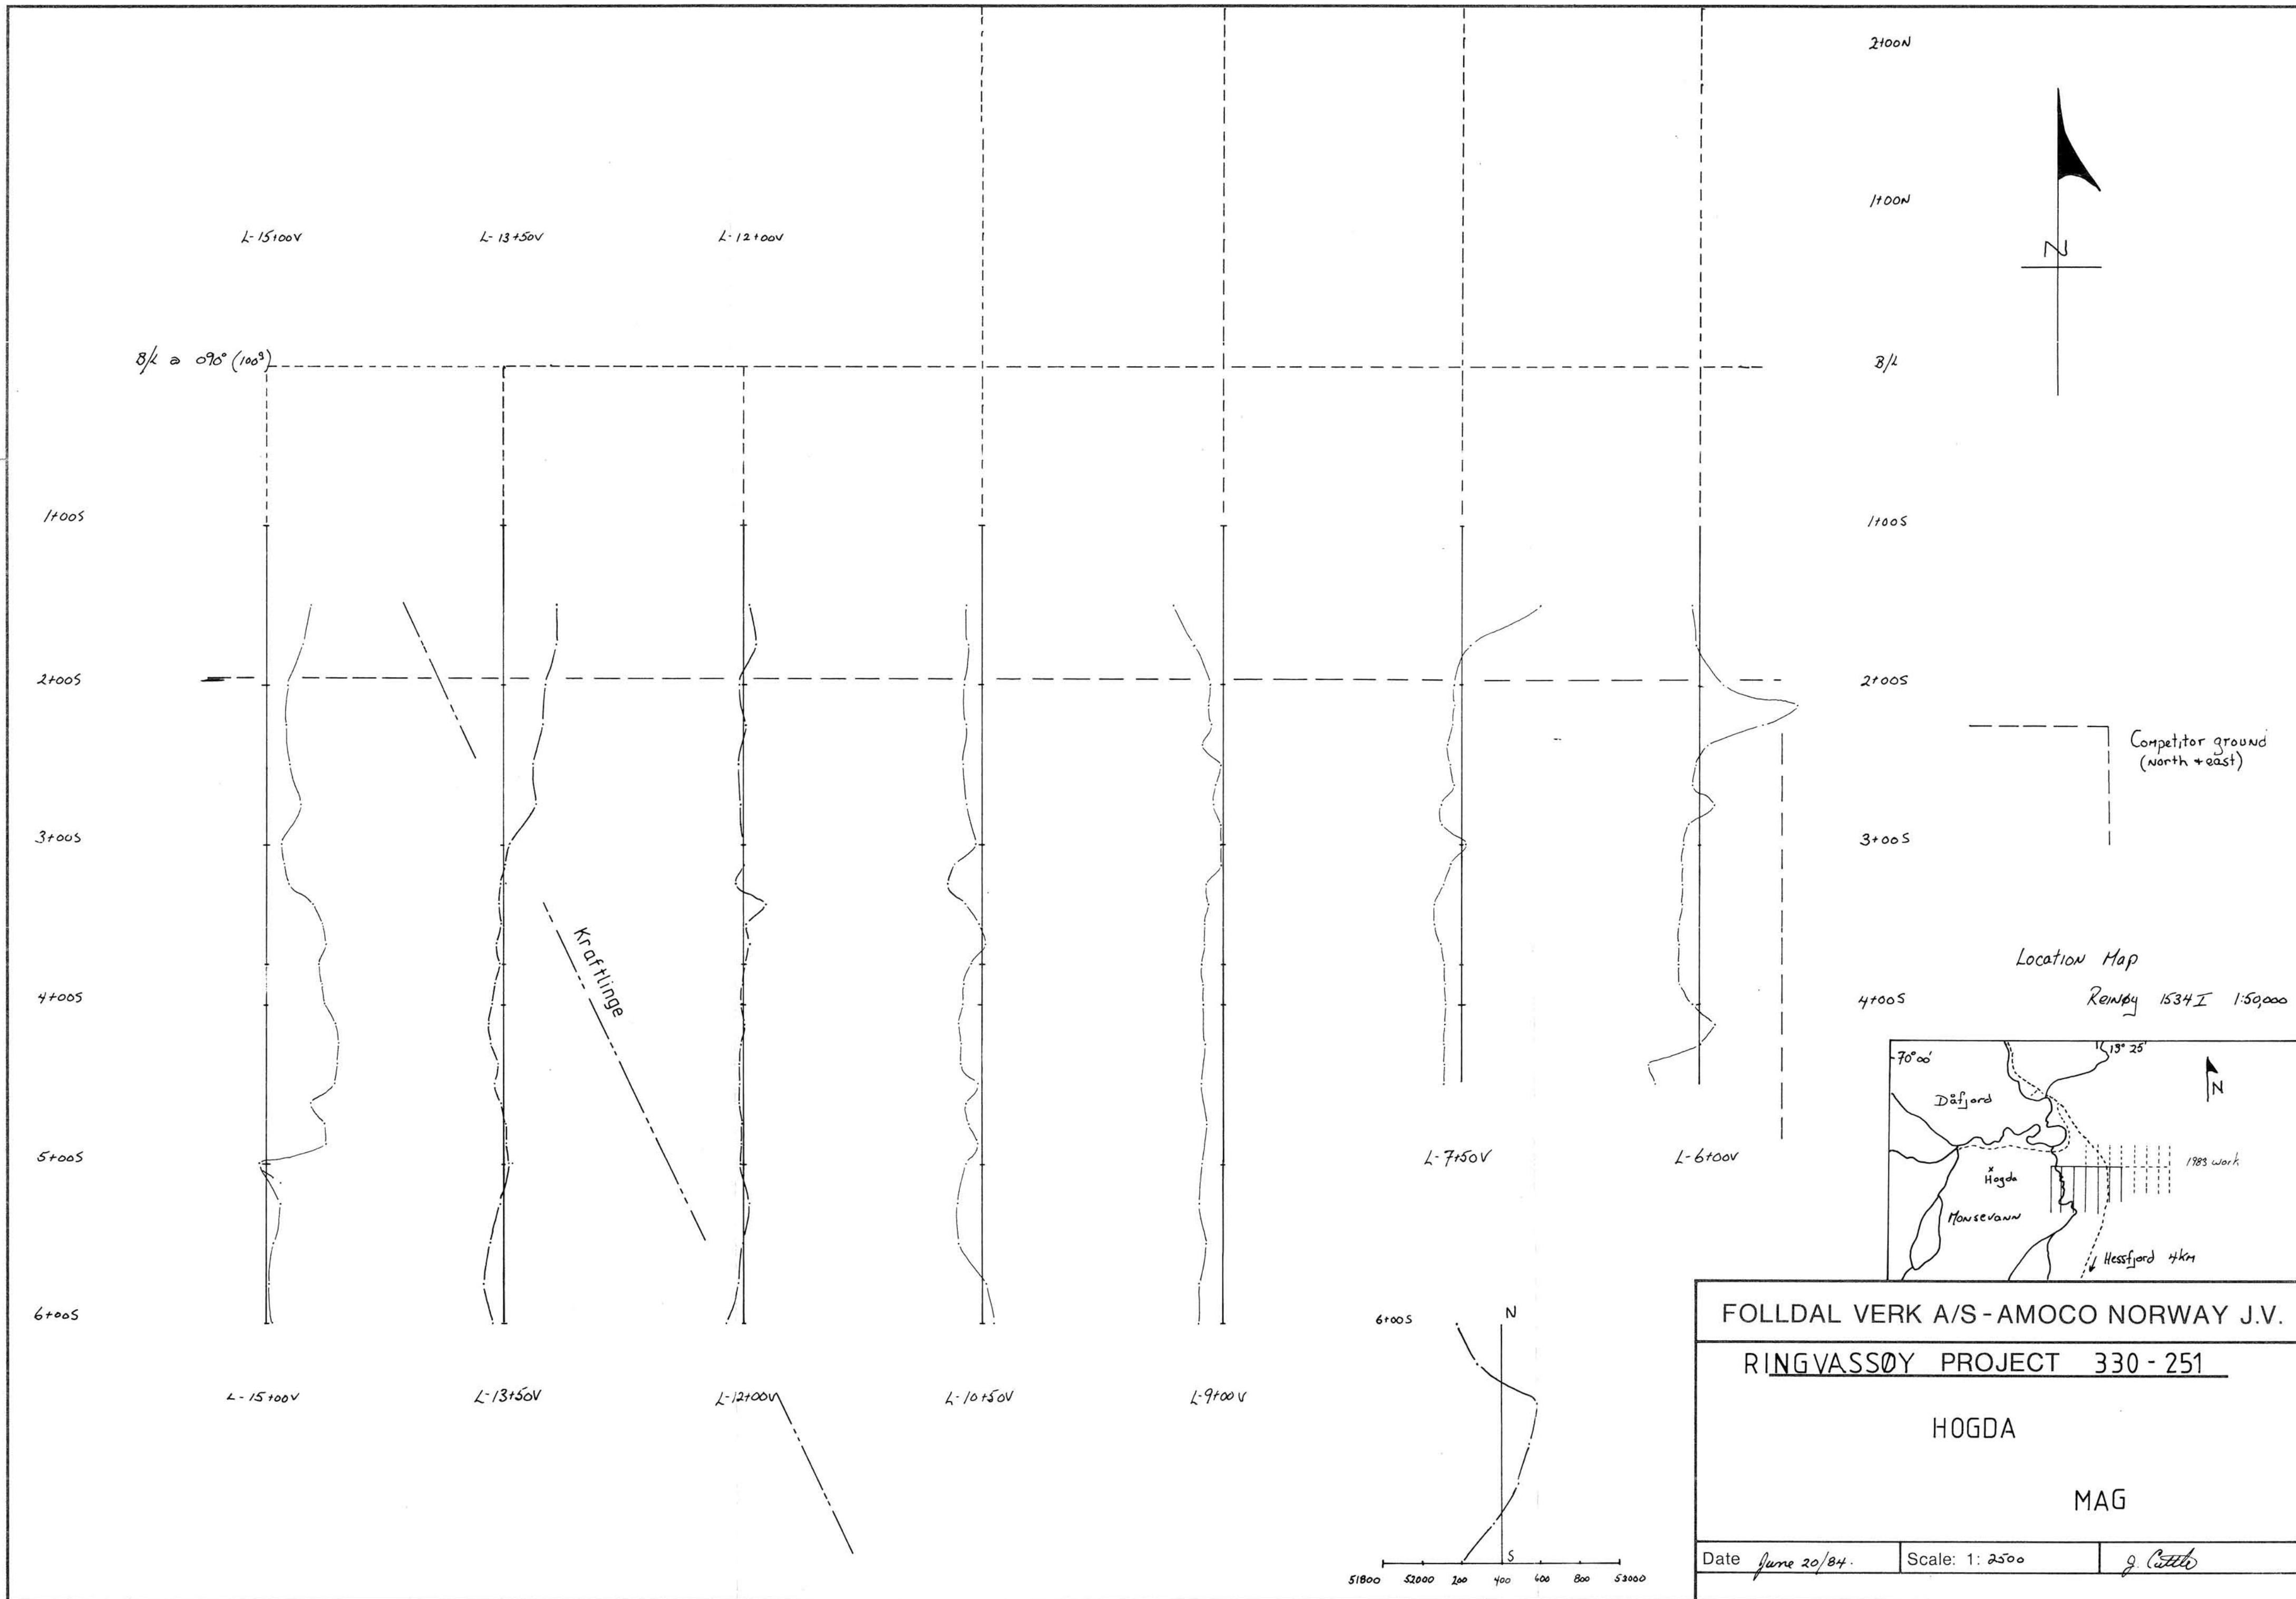 2+00N
1+00N
N
L-15+00V
L-13+50V
L-12+00V
B/L @ 090° (100g)
B/L
1+00S
1+00S
2+00S
2+00S
Competitor ground
(North + east)
3+00S
3+00S
Kraftlinge
Location Map
Reinøy 1534 I 1:50,000
4+00S
4+00S
70°00'
19° 25'
N
Dåfjord
1983 work
x
Hogda
Monsevann
Hessfjord 4km
5+00S
L-7+50V
L-6+00V
6+00S
6+00S
N
L-15+00V
L-13+50V
L-12+00V
L-10+50V
L-9+00V
S
51800 52000 200 400 600 800 53000
FOLLDAL VERK A/S - AMOCO NORWAY J.V.
RINGVASSØY PROJECT 330 - 251
HOGDA
MAG
Date June 20/84.
Scale: 1: 2500
J. Cuttle